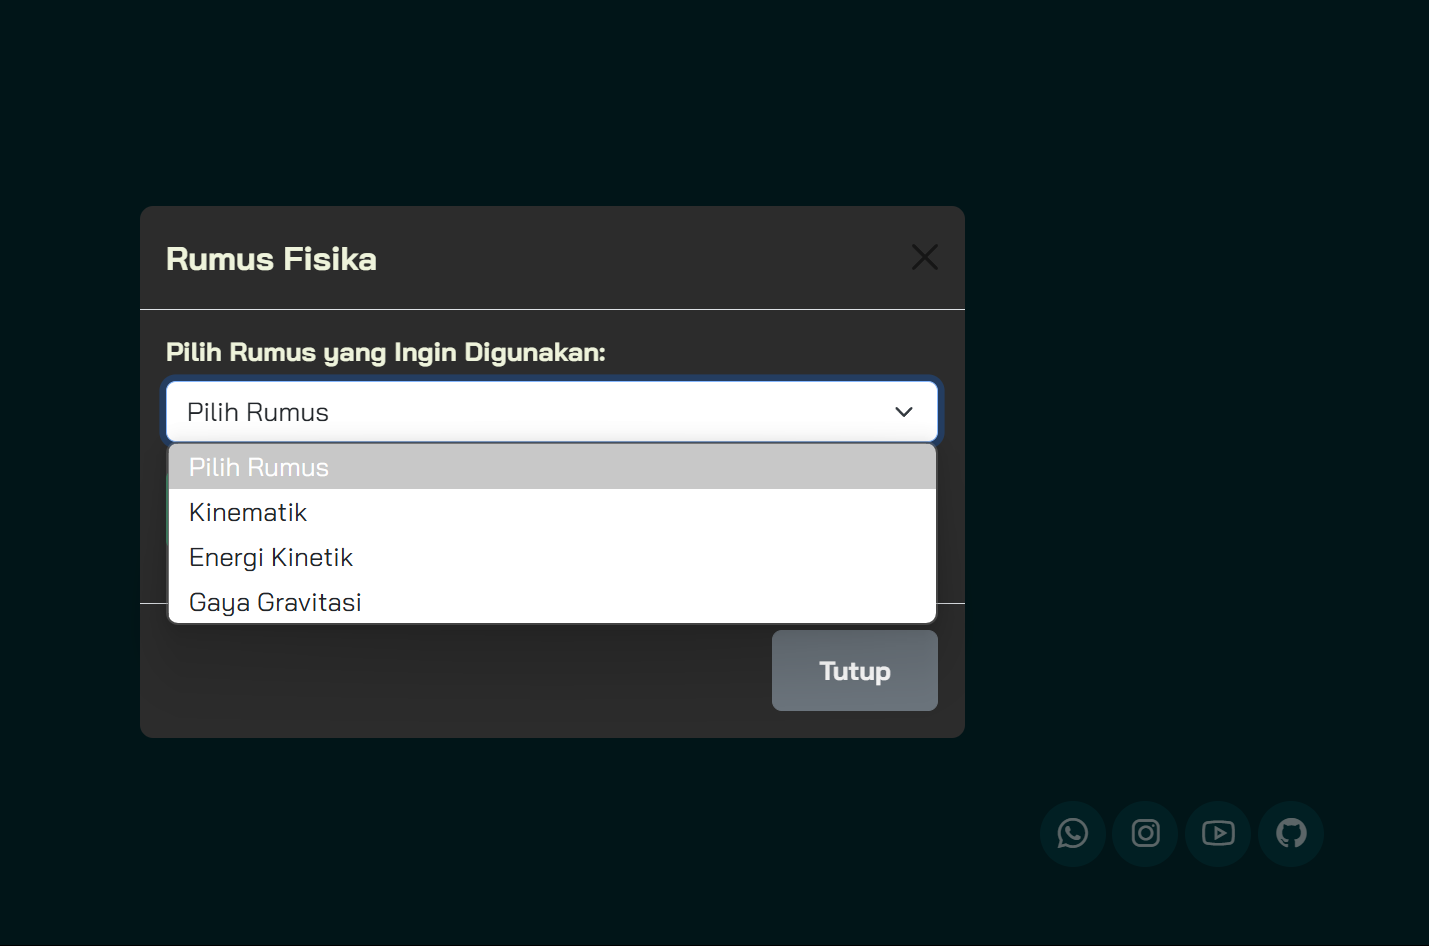 Rumus Fisika
Pilih Rumus yang Ingin Digunakan:
Pilih Rumus
Pilih Rumus
Kinematik
Energi Kinetik
Gaya Gravitasi
Tutup